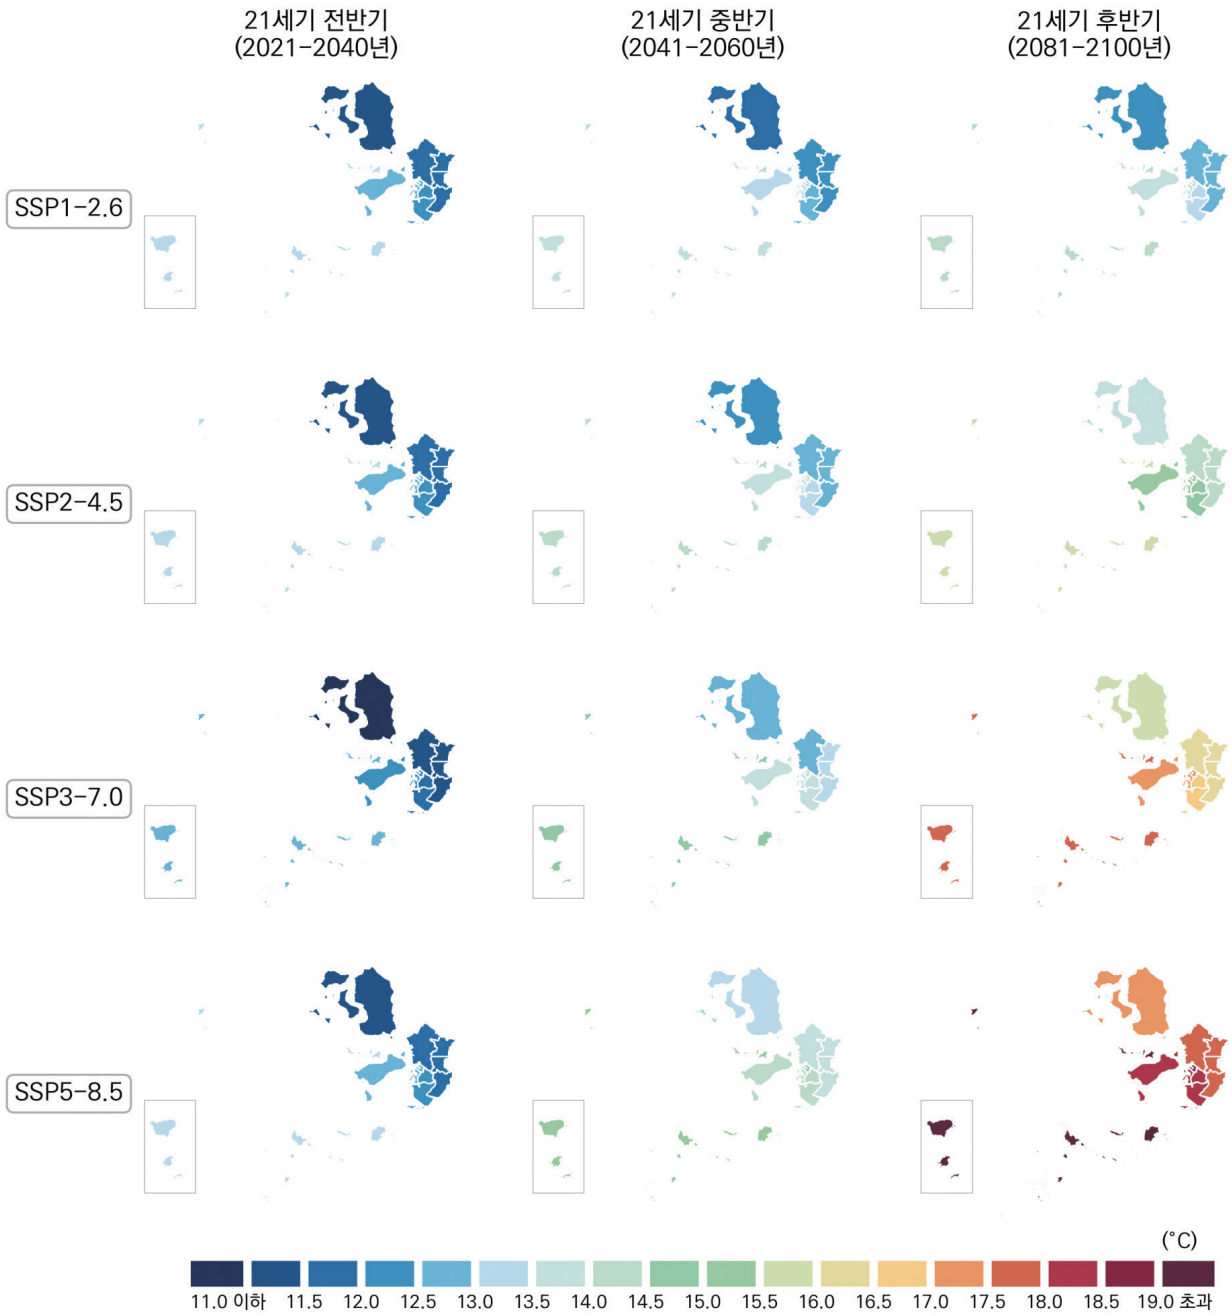 21세기 전반기
(2021-2040년)
21세기 중반기
(2041-2060년)
21세기 후반기
(2081-2100년)
SSP1-2.6
SSP2-4.5
SSP3-7.0
SSP5-8.5
(°C)
11.0 이하 11.5 12.0 12.5 13.0 13.5 14.0 14.5 15.0 15.5 16.0 16.5 17.0 17.5 18.0 18.5 19.0 초과